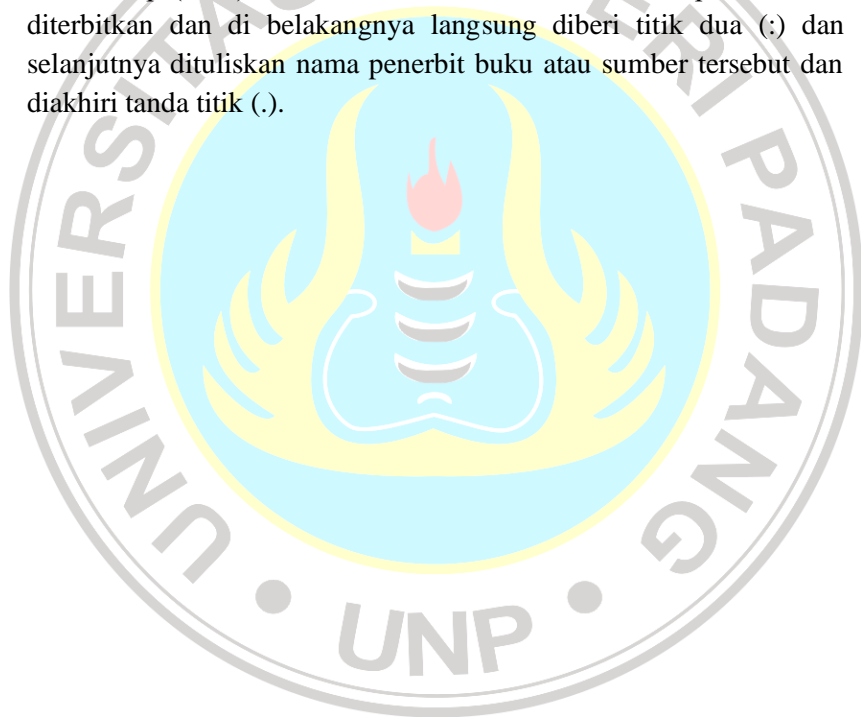 diterbitkan dan di belakangnya langsung diberi titik dua (:) dan
selanjutnya dituliskan nama penerbit buku atau sumber tersebut dan
diakhiri tanda titik (.).
PADANG
UNP